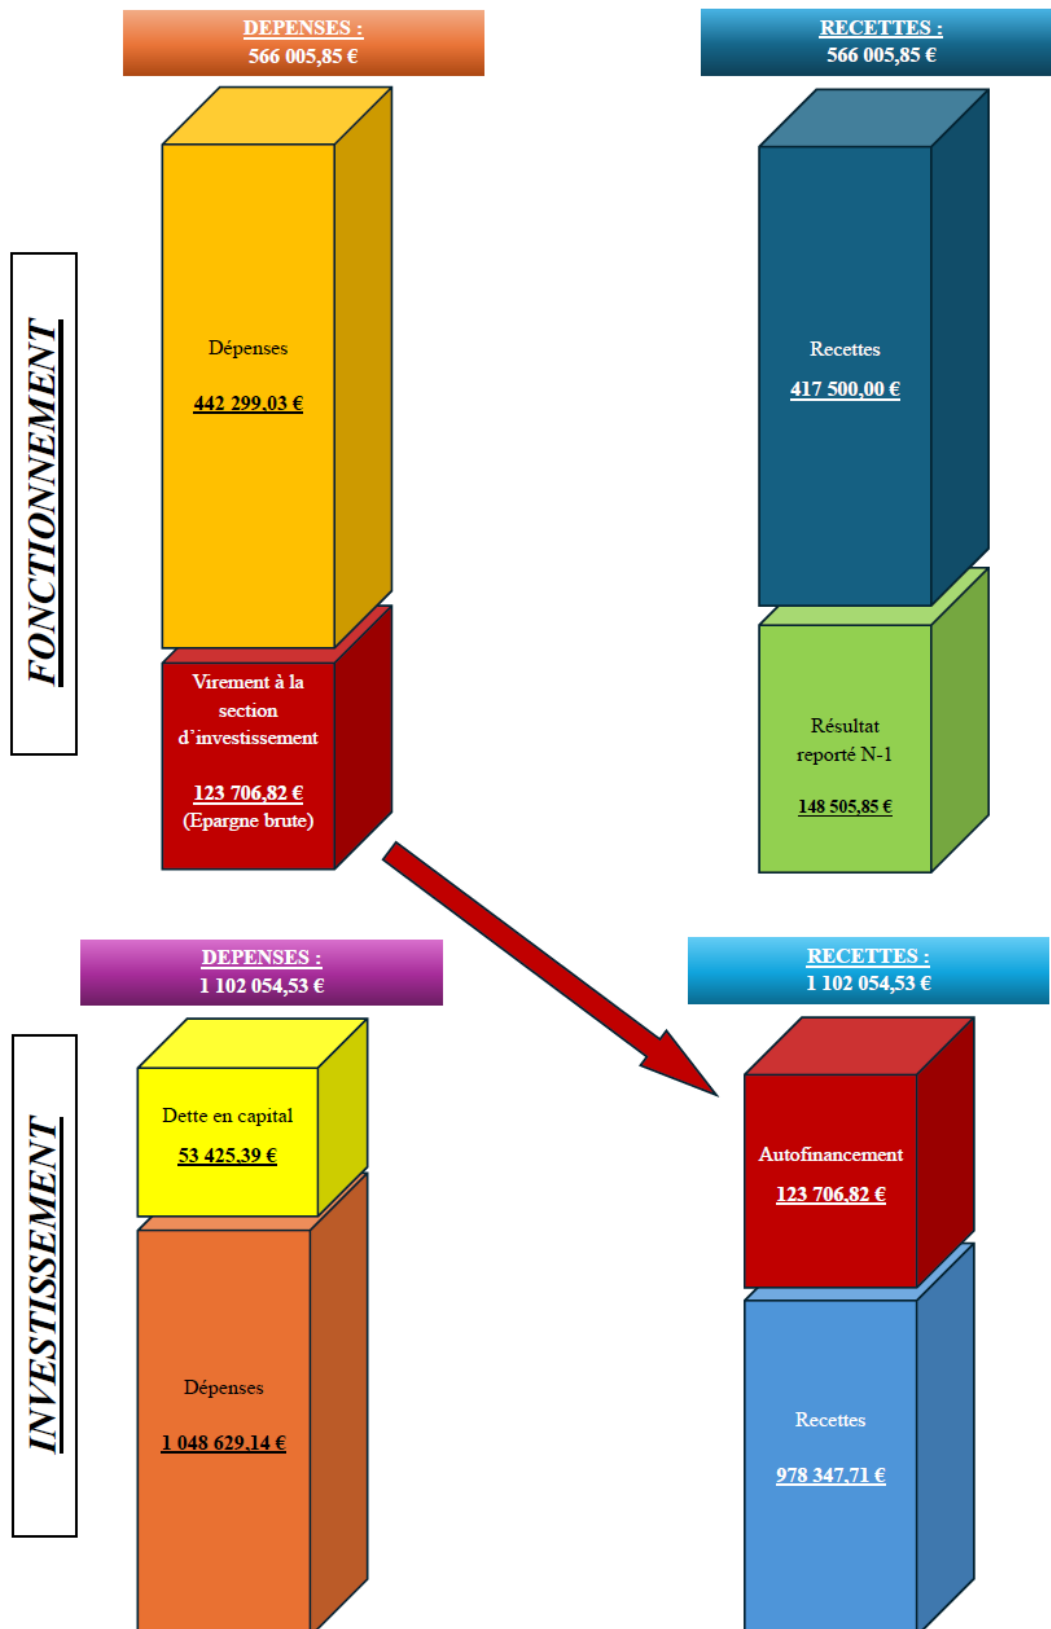 DEPENSES :
566 005,85 €
RECETTES :
566 005,85 €
FONCTIONNEMENT
Dépenses
442 299,03 €
Recettes
417 500,00 €
Virement à la
section
d’investissement
123 706,82 €
(Epargne brute)
Résultat
reporté N-1
148 505,85 €
DEPENSES :
1 102 054,53 €
RECETTES :
1 102 054,53 €
INVESTISSEMENT
Dette en capital
53 425,39 €
Autofinancement
123 706,82 €
Dépenses
1 048 629,14 €
Recettes
978 347,71 €